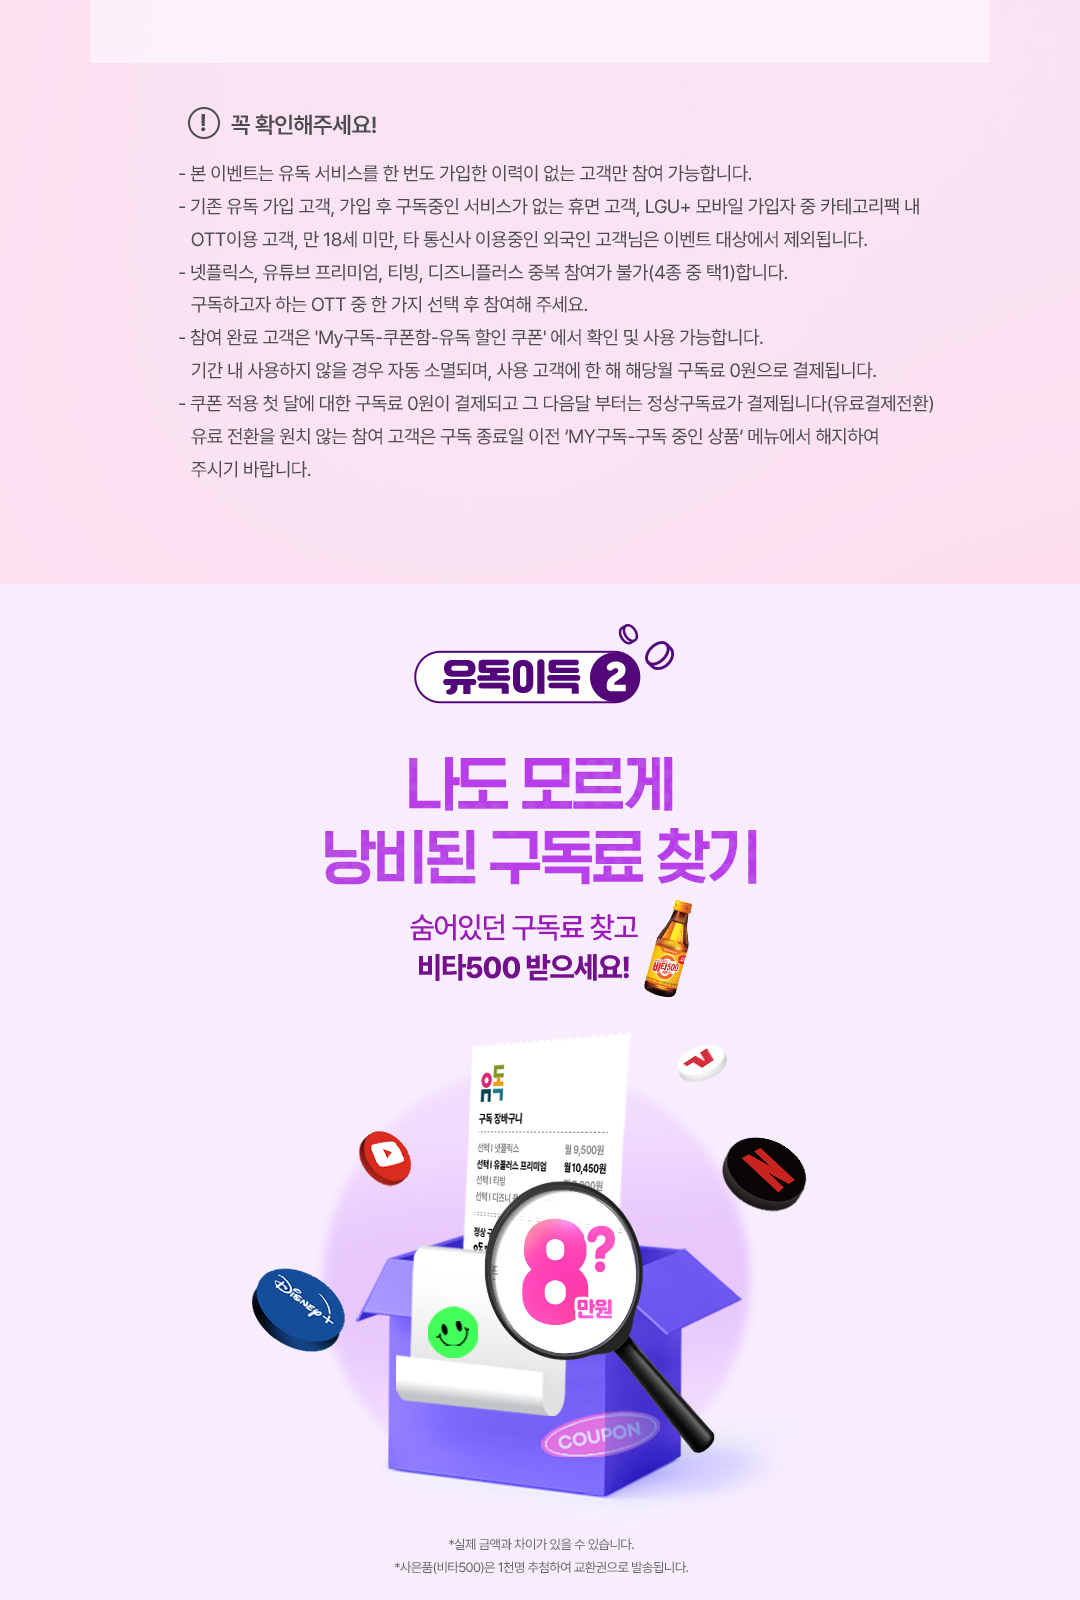 ! 꼭 확인해주세요!
- 본 이벤트는 유독 서비스를 한 번도 가입한 이력이 없는 고객만 참여 가능합니다.
- 기존 유독 가입 고객, 가입 후 구독중인 서비스가 없는 휴면 고객, LGU+ 모바일 가입자 중 카테고리팩 내
OTT이용 고객, 만 18세 미만, 타 통신사 이용중인 외국인 고객님은 이벤트 대상에서 제외됩니다.
- 넷플릭스, 유튜브 프리미엄, 티빙, 디즈니플러스 중복 참여가 불가(4종 중 택1)합니다.
구독하고자 하는 OTT 중 한 가지 선택 후 참여해 주세요.
- 참여 완료 고객은 'My구독-쿠폰함-유독 할인 쿠폰' 에서 확인 및 사용 가능합니다.
기간 내 사용하지 않을 경우 자동 소멸되며, 사용 고객에 한 해 해당월 구독료 0원으로 결제됩니다.
- 쿠폰 적용 첫 달에 대한 구독료 0원이 결제되고 그 다음달 부터는 정상구독료가 결제됩니다(유료결제전환)
유료 전환을 원치 않는 참여 고객은 구독 종료일 이전 ‘MY구독-구독 중인 상품‘ 메뉴에서 해지하여
주시기 바랍니다.
유독이득 2
나도 모르게
낭비된 구독료 찾기
숨어있던 구독료 찾고
비타500 받으세요!
비타500
유독
구독 장바구니
선택 I 넷플릭스 월 9,500원
선택 I 유플러스 프리미엄 월 10,450원
선택 I 티빙
선택 I 디즈니
정상
8?
만원
Disney+
N
COUPON
*실제 금액과 차이가 있을 수 있습니다.
*사은품(비타500)은 1천명 추첨하여 교환권으로 발송됩니다.